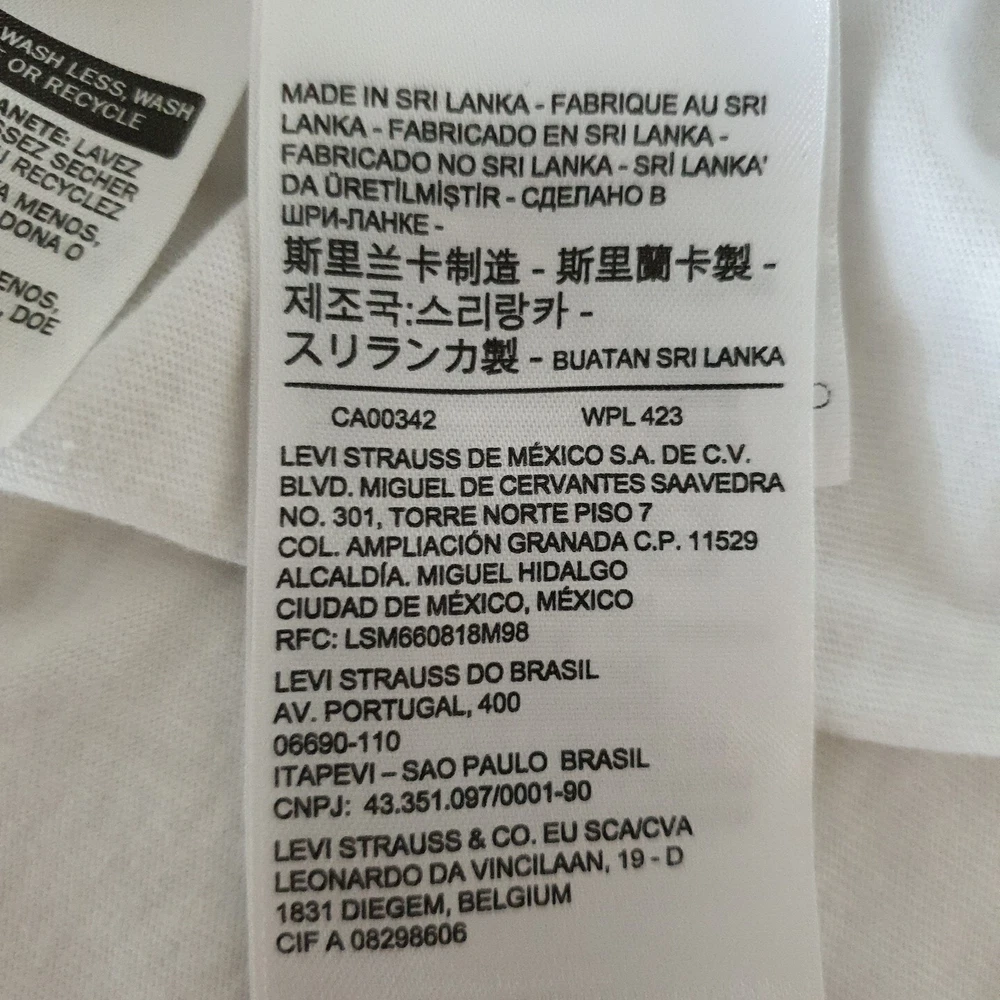 WASH LESS, WASH
OR RECYCLE
LAVEZ
SÉCHER
RECYCLEZ
MENOS,
DONA O
DOE
MADE IN SRI LANKA - FABRIQUE AU SRI
LANKA - FABRICADO EN SRI LANKA -
FABRICADO NO SRI LANKA - SRİ LANKA'
DA ÜRETİLMİŞTİR - СДЕЛАНО В
ШРИ-ЛАНКЕ -
斯里兰卡制造 - 斯里蘭卡製 -
제조국:스리랑카 -
スリランカ製 - BUATAN SRI LANKA
CA00342 WPL 423
LEVI STRAUSS DE MÉXICO S.A. DE C.V.
BLVD. MIGUEL DE CERVANTES SAAVEDRA
NO. 301, TORRE NORTE PISO 7
COL. AMPLIACIÓN GRANADA C.P. 11529
ALCALDÍA. MIGUEL HIDALGO
CIUDAD DE MÉXICO, MÉXICO
RFC: LSM660818M98
LEVI STRAUSS DO BRASIL
AV. PORTUGAL, 400
06690-110
ITAPEVI – SAO PAULO BRASIL
CNPJ: 43.351.097/0001-90
LEVI STRAUSS & CO. EU SCA/CVA
LEONARDO DA VINCILAAN, 19 - D
1831 DIEGEM, BELGIUM
CIF A 08298606